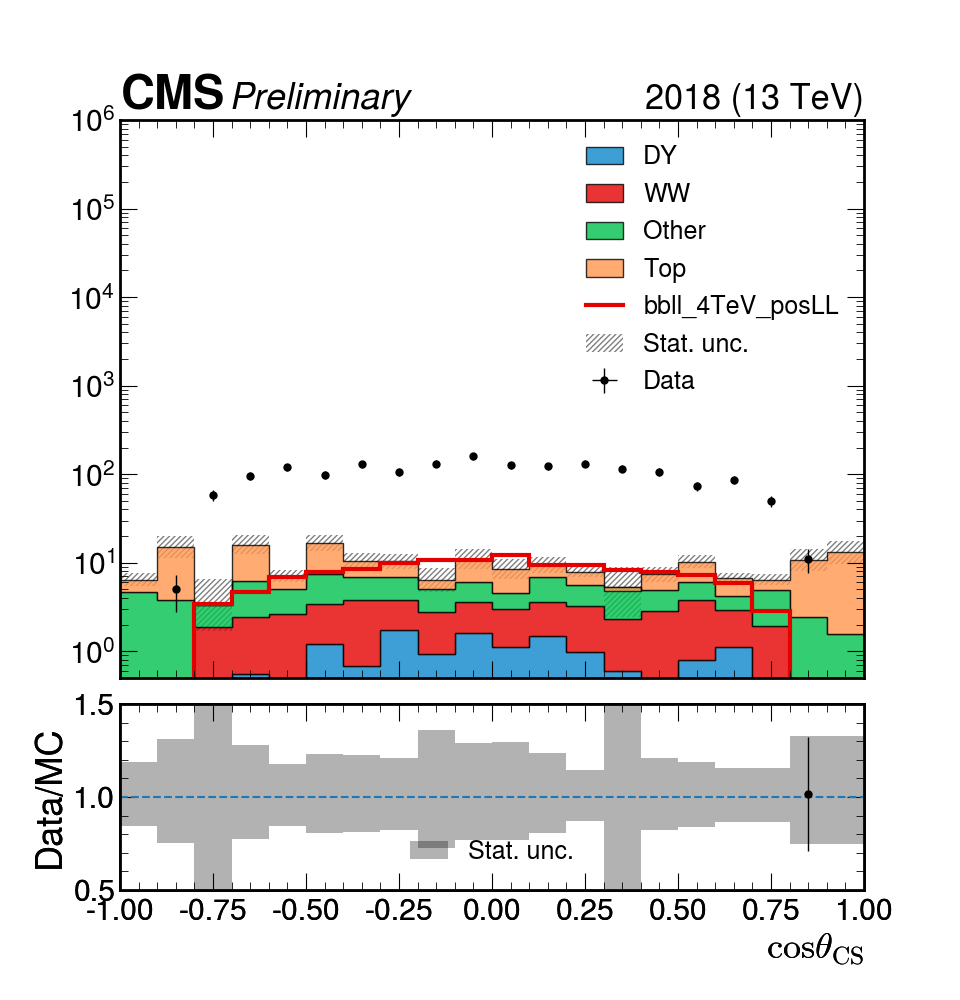 CMS Preliminary 2018 (13 TeV)
10^6
10^5
10^4
10^3
10^2
10^1
10^0
DY
WW
Other
Top
bbll_4TeV_posLL
Stat. unc.
Data
Data/MC
1.5
1.0
0.5
Stat. unc.
-1.00 -0.75 -0.50 -0.25 0.00 0.25 0.50 0.75 1.00
cosθ_CS